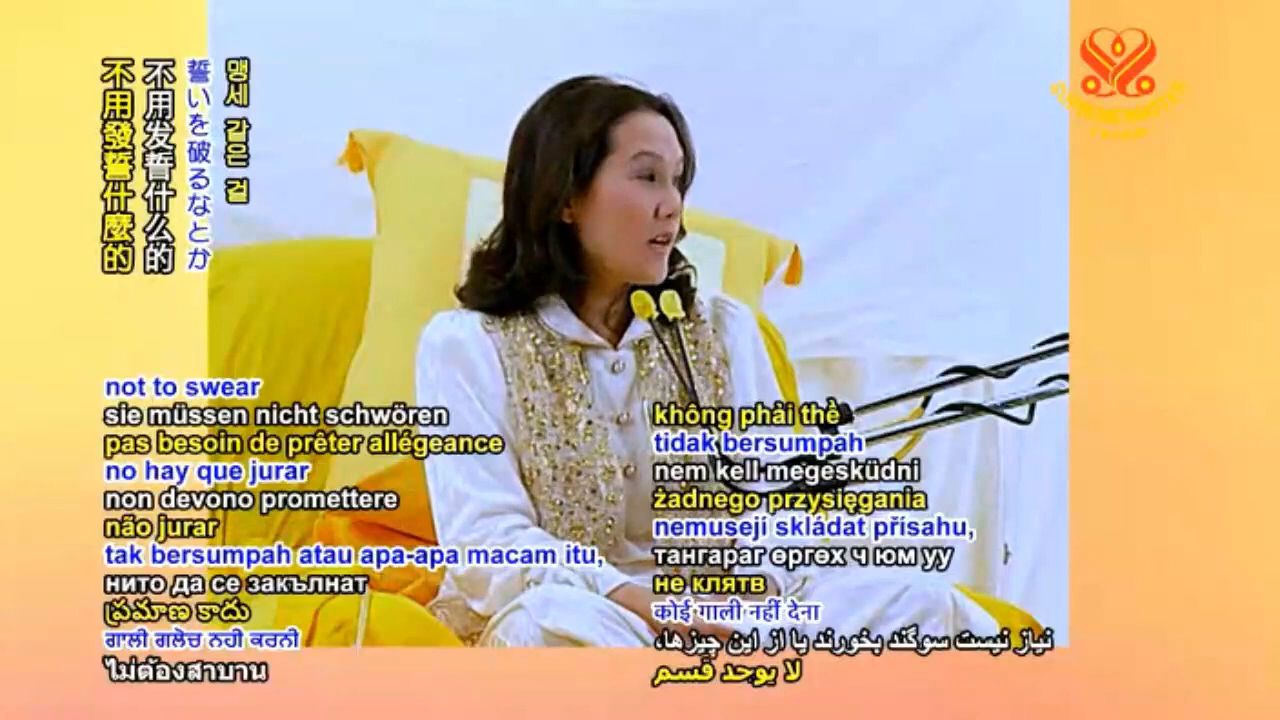 맹세 같은 걸
誓いを破るなとか
不用发誓什么的
不用發誓什麼的
not to swear
sie müssen nicht schwören
pas besoin de prêter allégeance
no hay que jurar
non devono promettere
não jurar
tak bersumpah atau apa-apa macam itu,
нито да се закълнат
ప్రమాణ కాదు
ਗਾਲੀ ਗਲੋਚ ਨਹੀ ਕਰਨੀ
ไม่ต้องสาบาน
không phải thề
tidak bersumpah
nem kell megesküdni
żadnego przysięgania
nemusejí skládat přísahu,
тангараг өргөх ч юм уу
не клятв
कोई गाली नहीं देना
نیاز نیست سوگند بخورند یا از این چیزها،
لا يوجد قسم